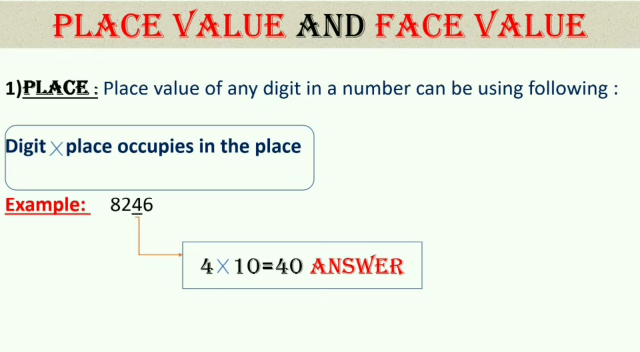 PLACE VALUE AND FACE VALUE
1)PLACE : Place value of any digit in a number can be using following :
Digit × place occupies in the place
Example: 8246
4 × 10=40 ANSWER